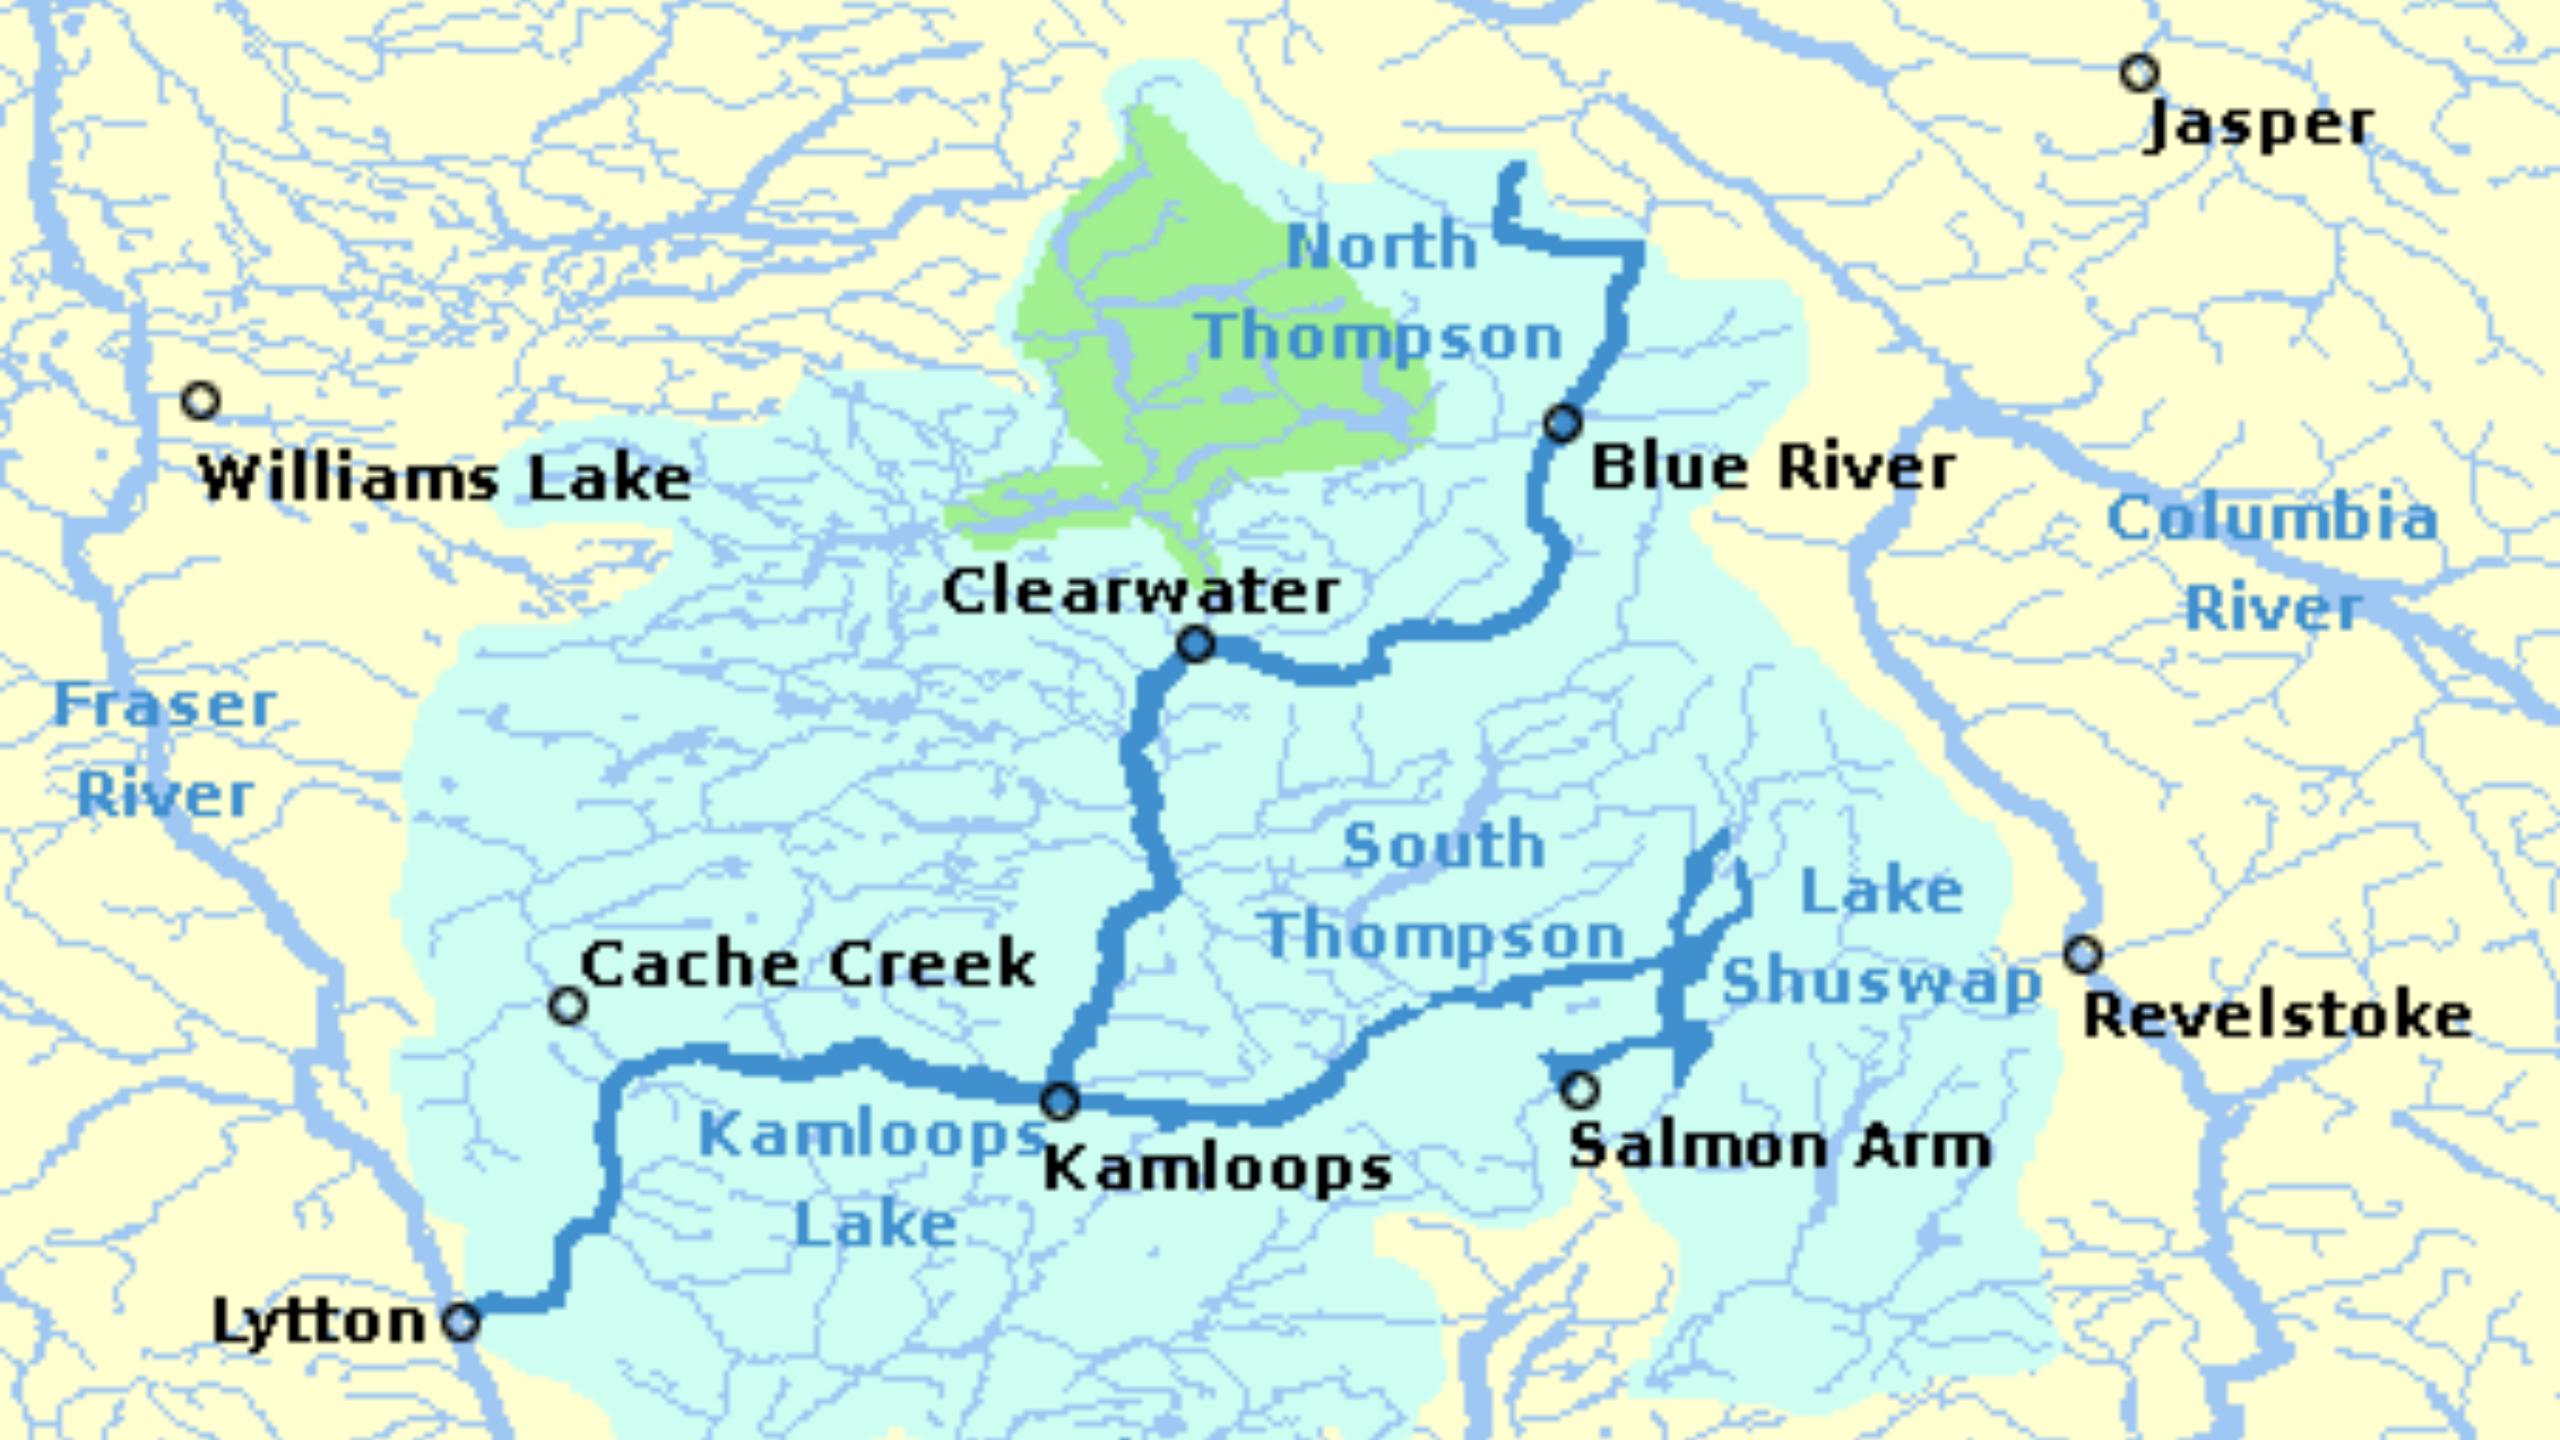 Jasper
North
Thompson
Williams Lake
Blue River
Columbia
River
Clearwater
Fraser
River
South
Thompson
Lake
Shuswap
Cache Creek
Revelstoke
Kamloops
Lake
Kamloops
Salmon Arm
Lytton